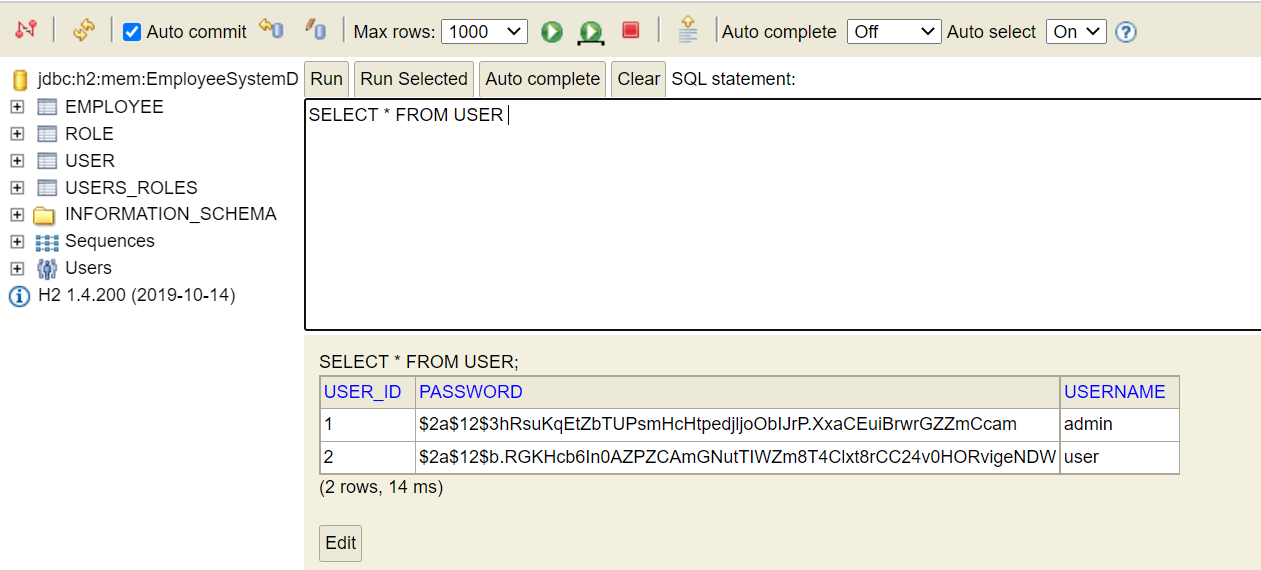 Auto commit Max rows: 1000 Auto complete Off Auto select On
jdbc:h2:mem:EmployeeSystemD
EMPLOYEE
ROLE
USER
USERS_ROLES
INFORMATION_SCHEMA
Sequences
Users
H2 1.4.200 (2019-10-14)
Run Run Selected Auto complete Clear SQL statement:
SELECT * FROM USER
SELECT * FROM USER;
USER_ID PASSWORD USERNAME
1 $2a$12$3hRsuKqEtZbTUPsmHcHtpedjljoObIJrP.XxaCEuiBrwrGZZmCcam admin
2 $2a$12$b.RGKHcb6In0AZPZCAmGNutTIWZm8T4Clxt8rCC24v0HORvigeNDW user
(2 rows, 14 ms)
Edit